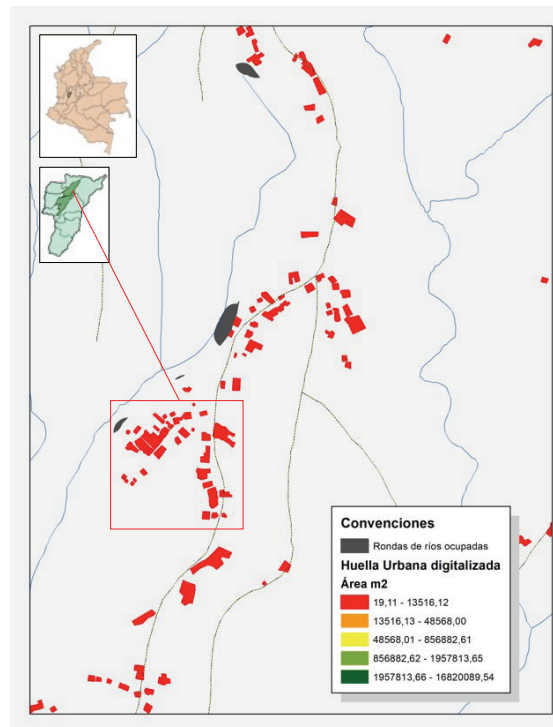 Convenciones
Rondas de ríos ocupadas
Huella Urbana digitalizada
Área m2
19,11 - 13516,12
13516,13 - 48568,00
48568,01 - 856882,61
856882,62 - 1957813,65
1957813,66 - 16820089,54